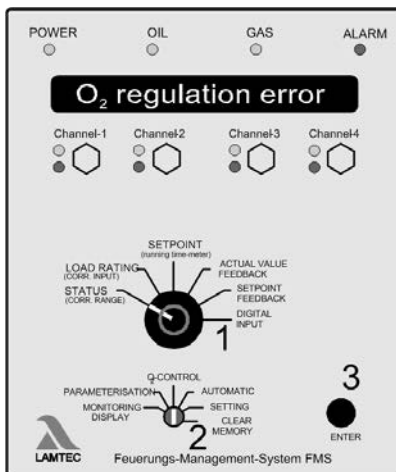 POWER OIL GAS ALARM
O₂ regulation error
Channel-1 Channel-2 Channel-3 Channel-4
SETPOINT
(running time-meter)
LOAD RATING
(CORR. INPUT)
STATUS
(CORR. RANGE)
ACTUAL VALUE
FEEDBACK
SETPOINT
FEEDBACK
DIGITAL
INPUT
1
O₂-CONTROL
PARAMETERISATION
AUTOMATIC
MONITORING
DISPLAY
SETTING
CLEAR
MEMORY
2
3
ENTER
LAMTEC
Feuerungs-Management-System FMS